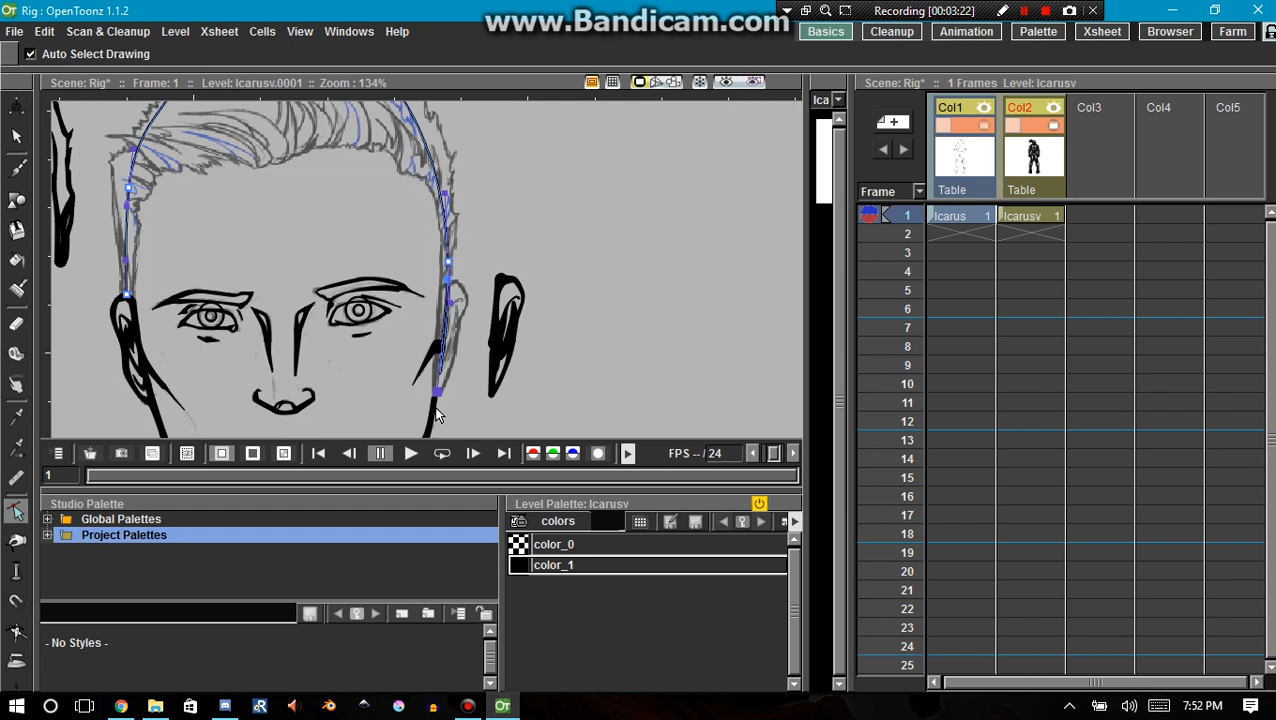 Rig : OpenToonz 1.1.2
www.Bandicam.com
Recording [00:03:22]
File Edit Scan & Cleanup Level Xsheet Cells View Windows Help
Basics Cleanup Animation Palette Xsheet Browser Farm
Auto Select Drawing
Scene: Rig* :: Frame: 1 :: Level: Icarusv.0001 :: Zoom : 134%
Scene: Rig* :: 1 Frames Level: Icarusv
Ica
Col1 Col2 Col3 Col4 Col5
Frame
Table Table
1 Icarus 1 Icarusv 1
2
3
4
5
6
7
8
9
10
11
12
13
14
15
16
17
18
19
20
21
22
23
24
25
FPS -- / 24
1
Studio Palette
Level Palette: Icarusv
Global Palettes
Project Palettes
colors
color_0
color_1
- No Styles -
7:52 PM